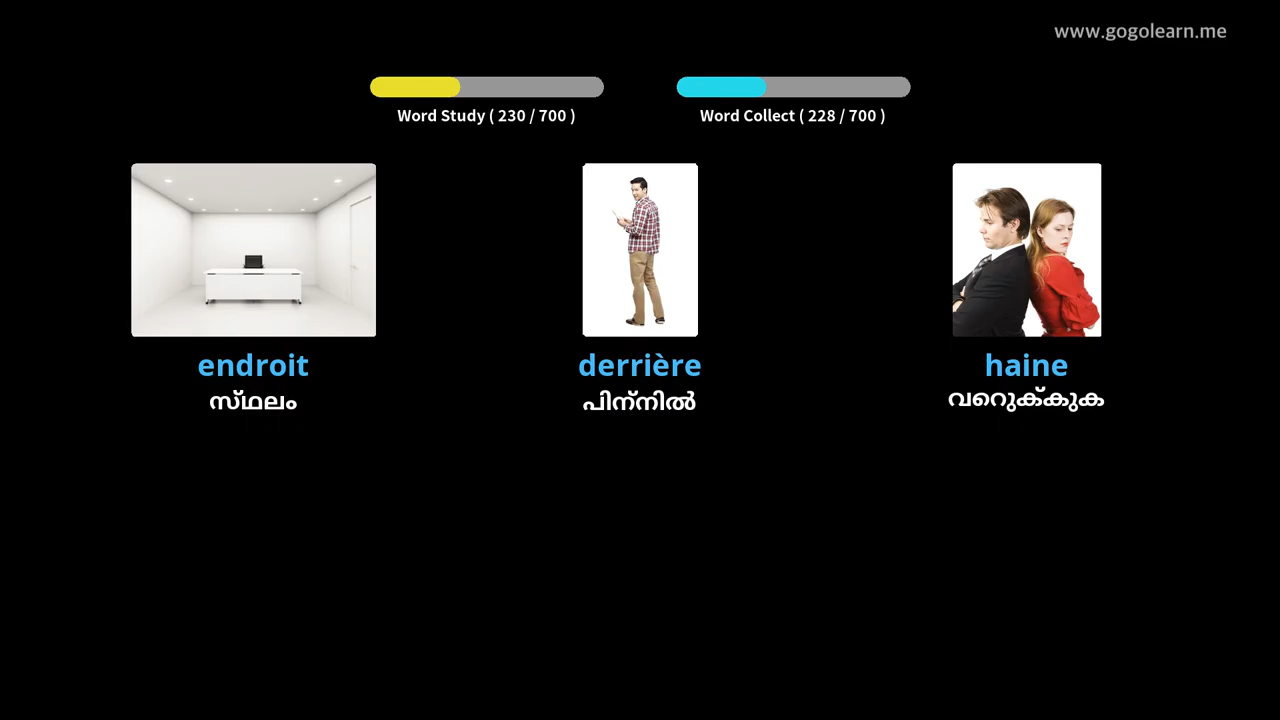 www.gogolearn.me
Word Study ( 230 / 700 )
Word Collect ( 228 / 700 )
endroit
derrière
haine
സ്ഥലം
പിന്നിൽ
വെറുക്കുക